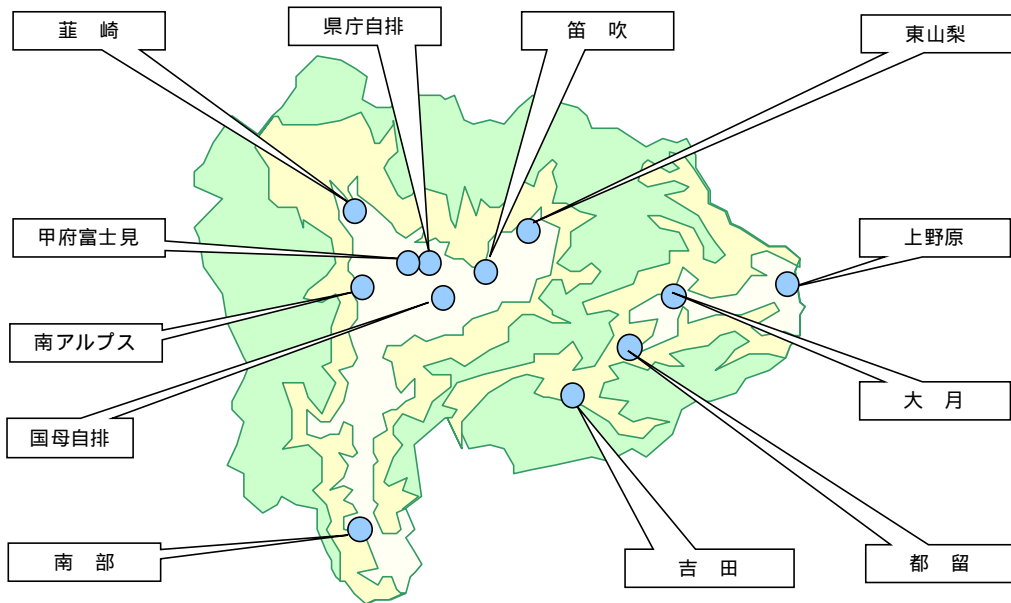 韮　崎
県庁自排
笛　吹
東山梨
甲府富士見
上野原
南アルプス
大　月
国母自排
南　部
吉　田
都　留